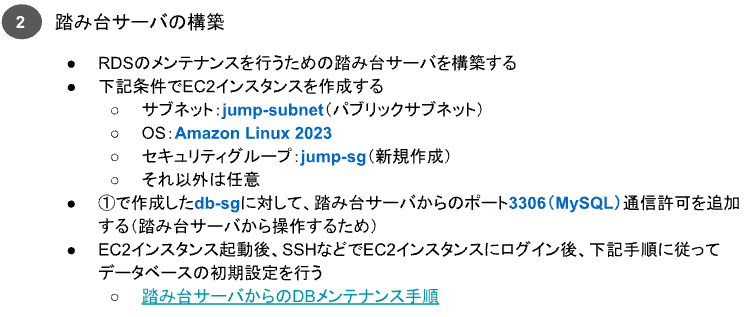 2 踏み台サーバの構築
● RDSのメンテナンスを行うための踏み台サーバを構築する
● 下記条件でEC2インスタンスを作成する
○ サブネット:jump-subnet(パブリックサブネット)
○ OS:Amazon Linux 2023
○ セキュリティグループ:jump-sg(新規作成)
○ それ以外は任意
● ①で作成したdb-sgに対して、踏み台サーバからのポート3306(MySQL)通信許可を追加
する(踏み台サーバから操作するため)
● EC2インスタンス起動後、SSHなどでEC2インスタンスにログイン後、下記手順に従って
データベースの初期設定を行う
○ 踏み台サーバからのDBメンテナンス手順